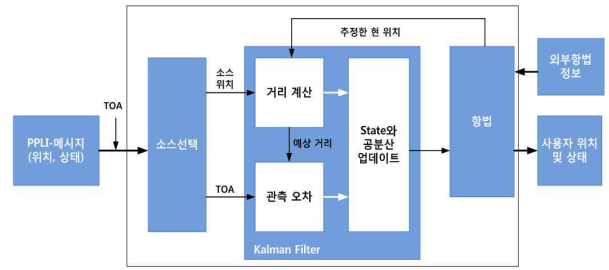 추정한 현 위치
외부항법
정보
소스
위치
거리 계산
TOA
State와
공분산
업데이트
항법
PPLI-메시지
(위치, 상태)
소스선택
예상 거리
사용자 위치
및 상태
TOA
관측 오차
Kalman Filter